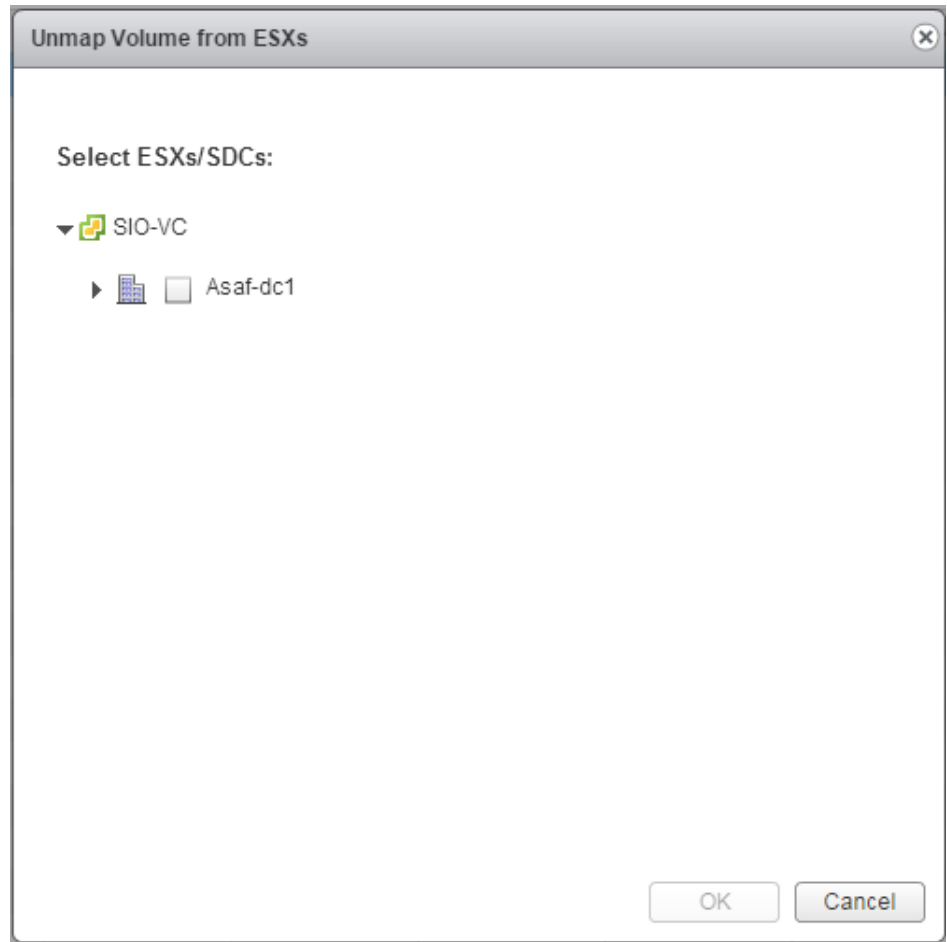 Unmap Volume from ESXs
Select ESXs/SDCs:
SIO-VC
Asaf-dc1
OK Cancel